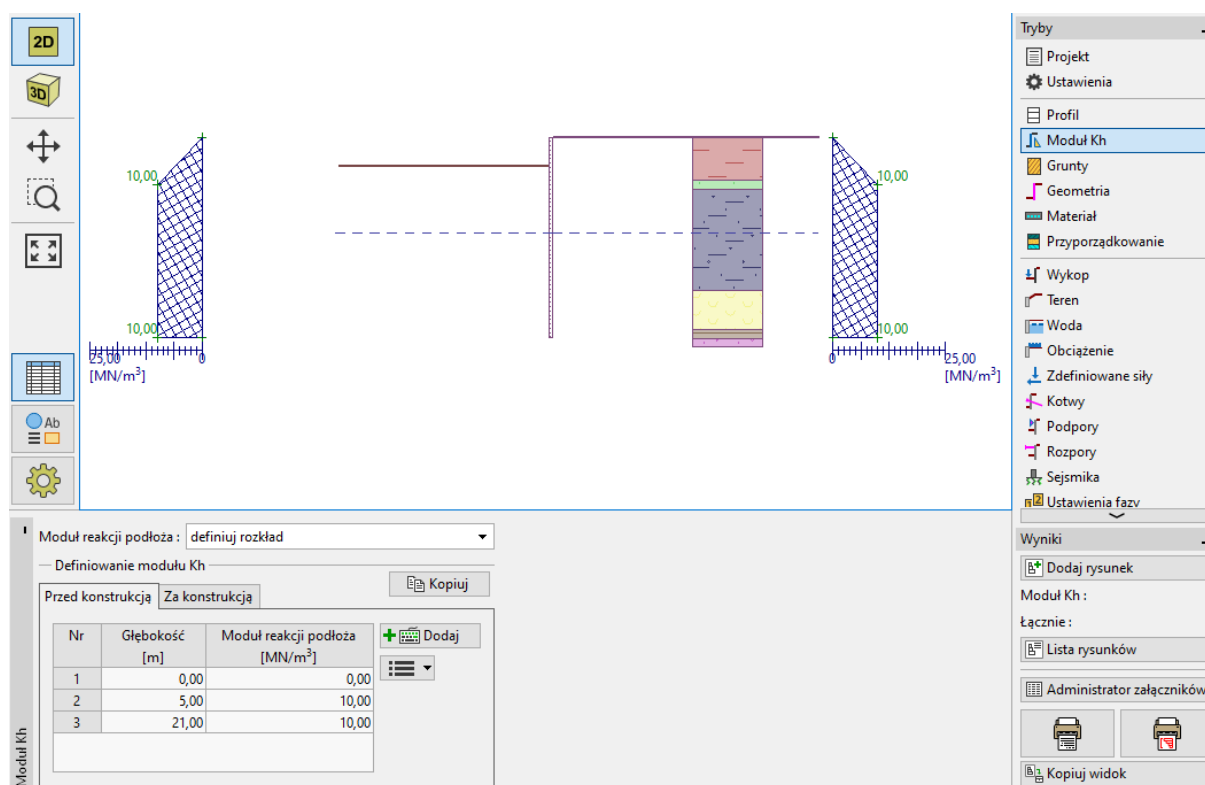 2D
3D
Ab
10,00
10,00
25,00
0
[MN/m³]
10,00
10,00
0
25,00
[MN/m³]
Moduł Kh
Moduł reakcji podłoża : definiuj rozkład
Definiowanie modułu Kh
Kopiuj
Przed konstrukcją Za konstrukcją
Nr Głębokość Moduł reakcji podłoża
[m] [MN/m³]
1 0,00 0,00
2 5,00 10,00
3 21,00 10,00
Dodaj
Tryby
Projekt
Ustawienia
Profil
Moduł Kh
Grunty
Geometria
Materiał
Przyporządkowanie
Wykop
Teren
Woda
Obciążenie
Zdefiniowane siły
Kotwy
Podpory
Rozpory
Sejsmika
Ustawienia fazy
Wyniki
Dodaj rysunek
Moduł Kh :
Łącznie :
Lista rysunków
Administrator załączników
Kopiuj widok